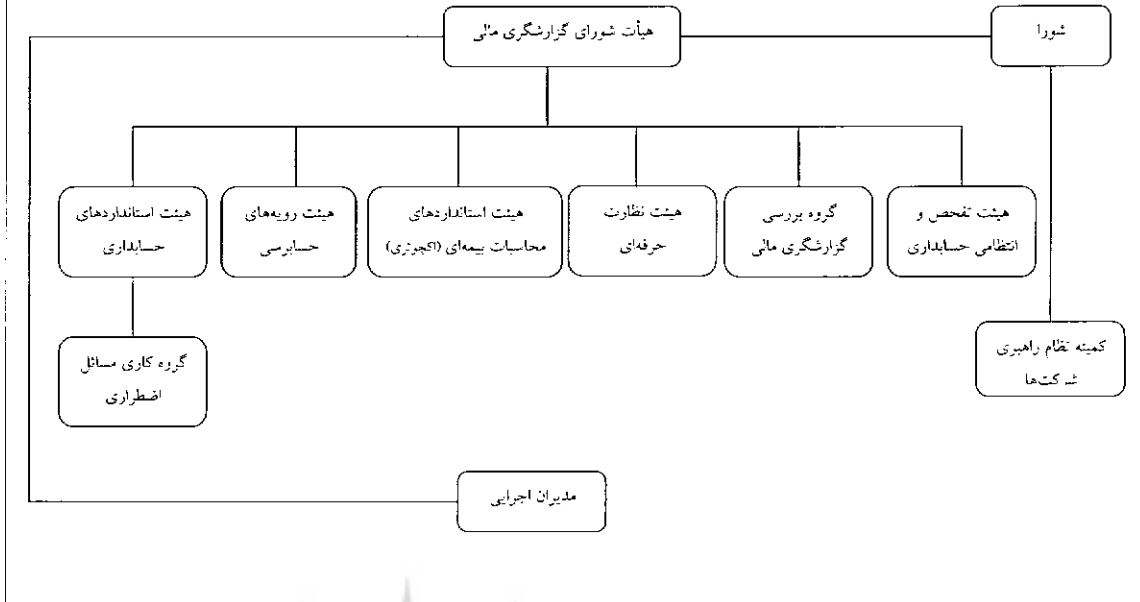 شورا
هیأت شورای گزارشگری مالی
هیئت تفحص و
انتظامی حسابداری
گروه بررسی
گزارشگری مالی
هیئت نظارت
حرفه‌ای
هیئت استانداردهای
محاسبات بیمه‌ای (اکچوئری)
هیئت رویه‌های
حسابرسی
هیئت استانداردهای
حسابداری
کمیته نظام راهبری
شرکت‌ها
گروه کاری مسائل
اضطراری
مدیران اجرایی